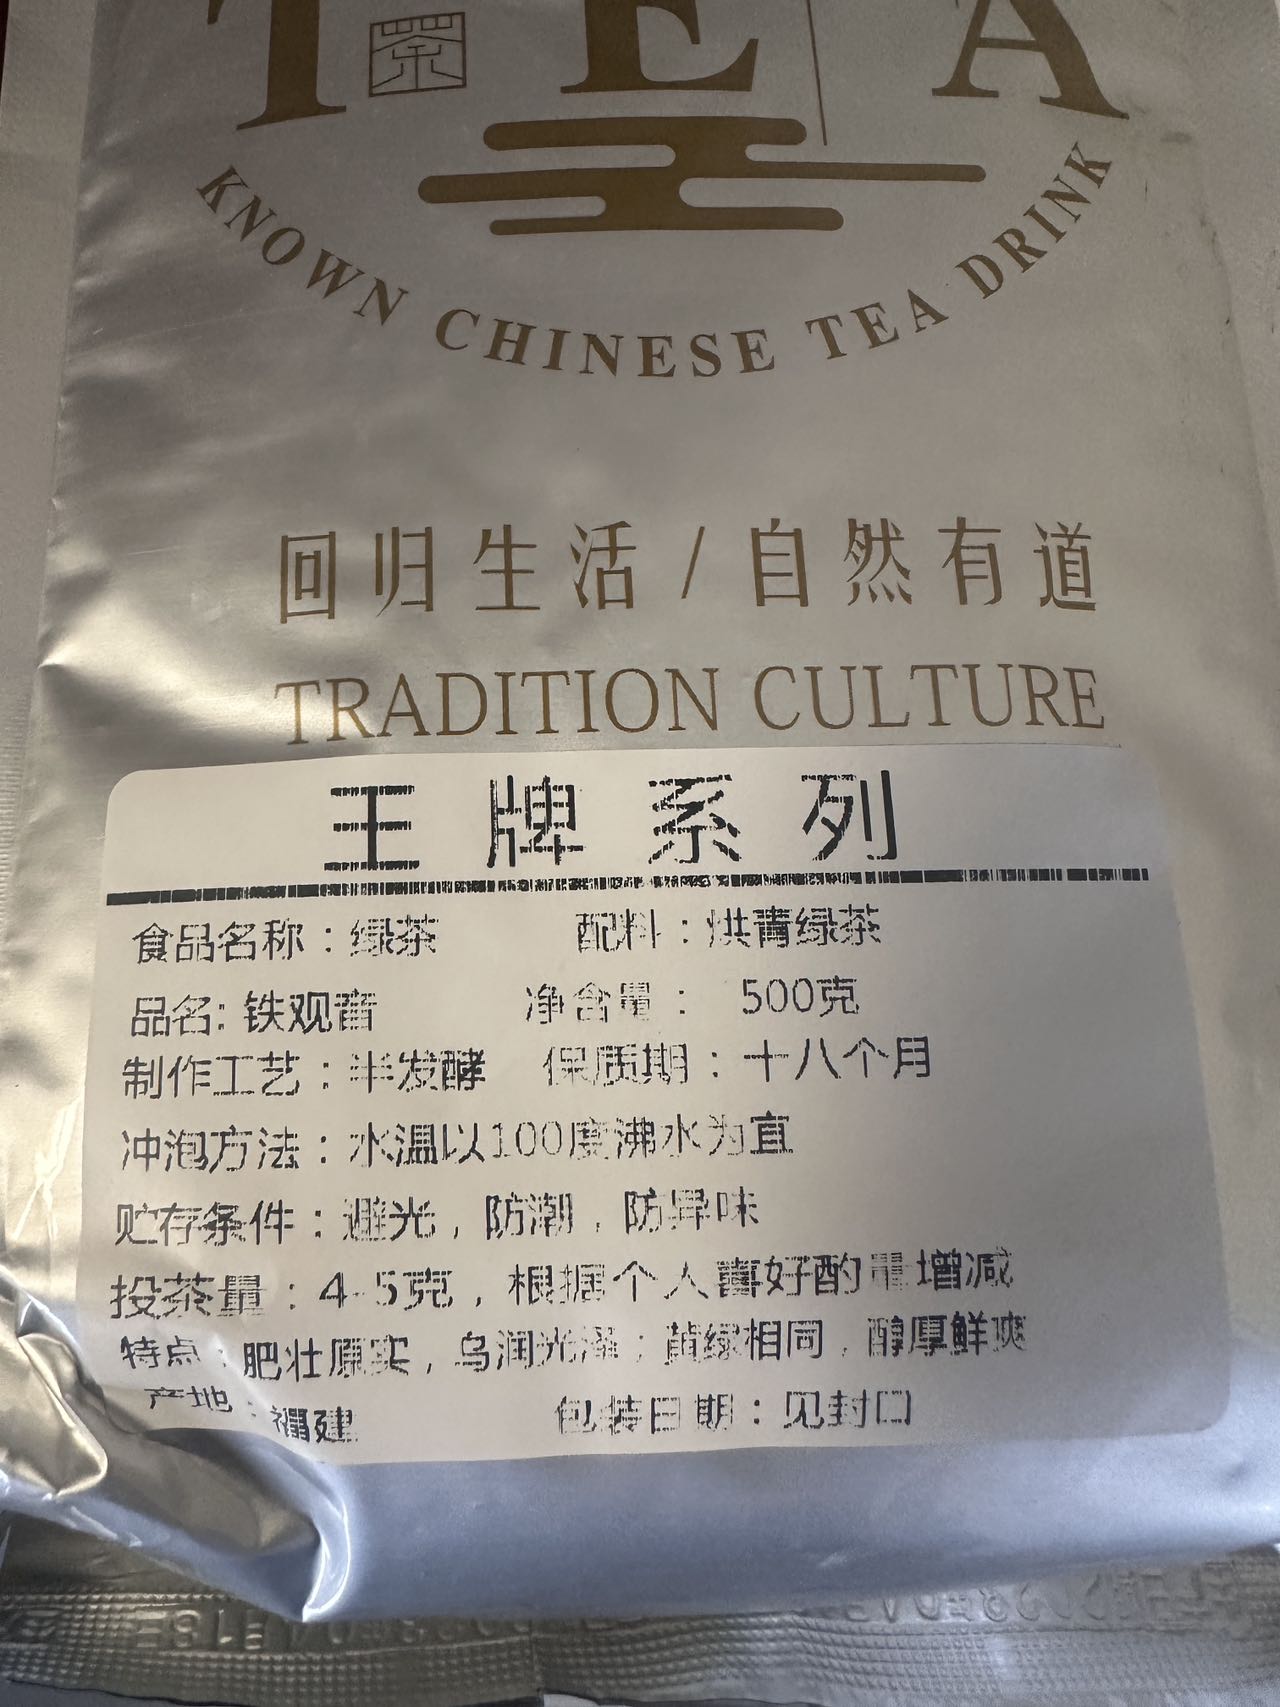 TEA
茶
KNOWN CHINESE TEA DRINK
回归生活/自然有道
TRADITION CULTURE
王牌系列
食品名称：绿茶 配料：烘青绿茶
品名：铁观音 净含量： 500克
制作工艺：半发酵 保质期：十八个月
冲泡方法：水温以100度沸水为宜
贮存条件：避光，防潮，防异味
投茶量：4-5克，根据个人喜好酌量增减
特点：肥壮原实，乌润光泽；黄绿相同，醇厚鲜爽
产地：福建 包装日期：见封口